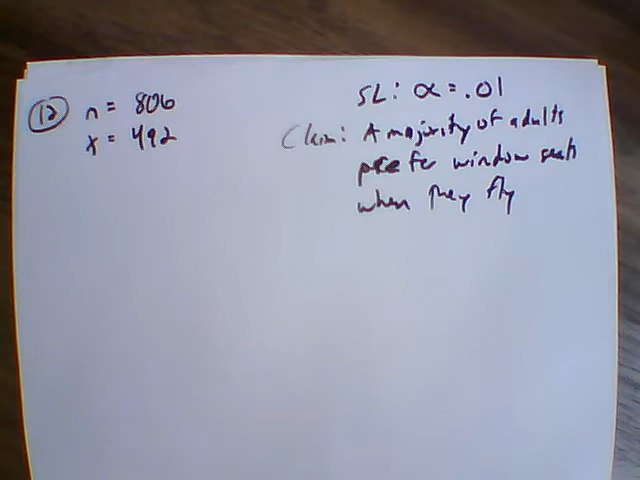 12 n = 806
x = 492
SL: α = .01
Claim: A majority of adults
prefer window seats
when they fly